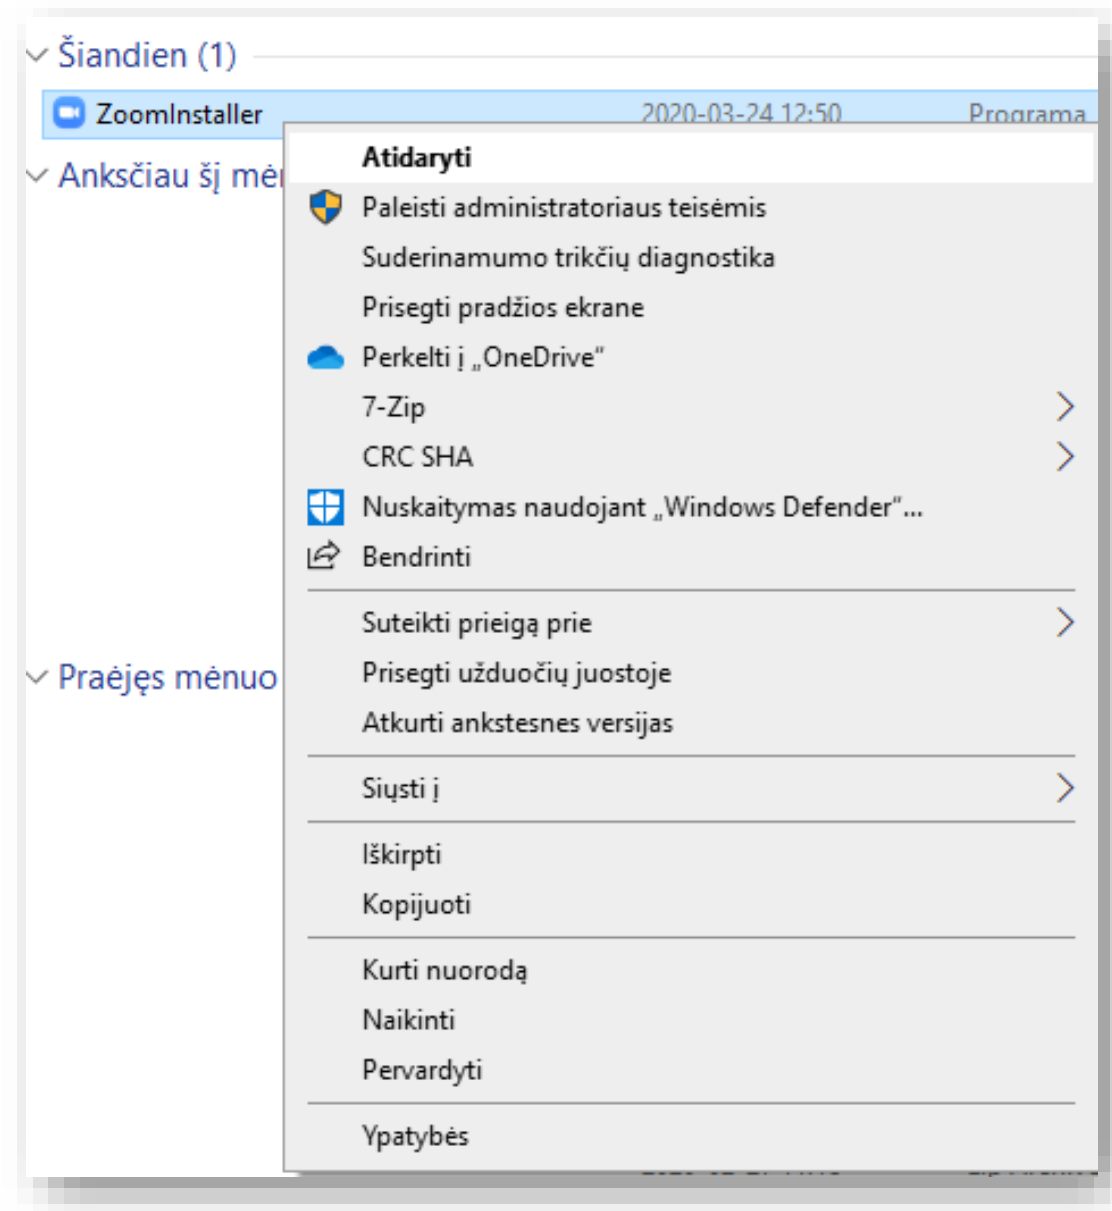 Šiandien (1)
ZoomInstaller 2020-03-24 12:50 Programa
Anksčiau šį
Atidaryti
Paleisti administratoriaus teisėmis
Suderinamumo trikčių diagnostika
Prisegti pradžios ekrane
Perkelti į „OneDrive“
7-Zip
CRC SHA
Nuskaitymas naudojant „Windows Defender“...
Bendrinti
Suteikti prieigą prie
Praėjęs mėnuo
Prisegti užduočių juostoje
Atkurti ankstesnes versijas
Siųsti į
Iškirpti
Kopijuoti
Kurti nuorodą
Naikinti
Pervardyti
Ypatybės